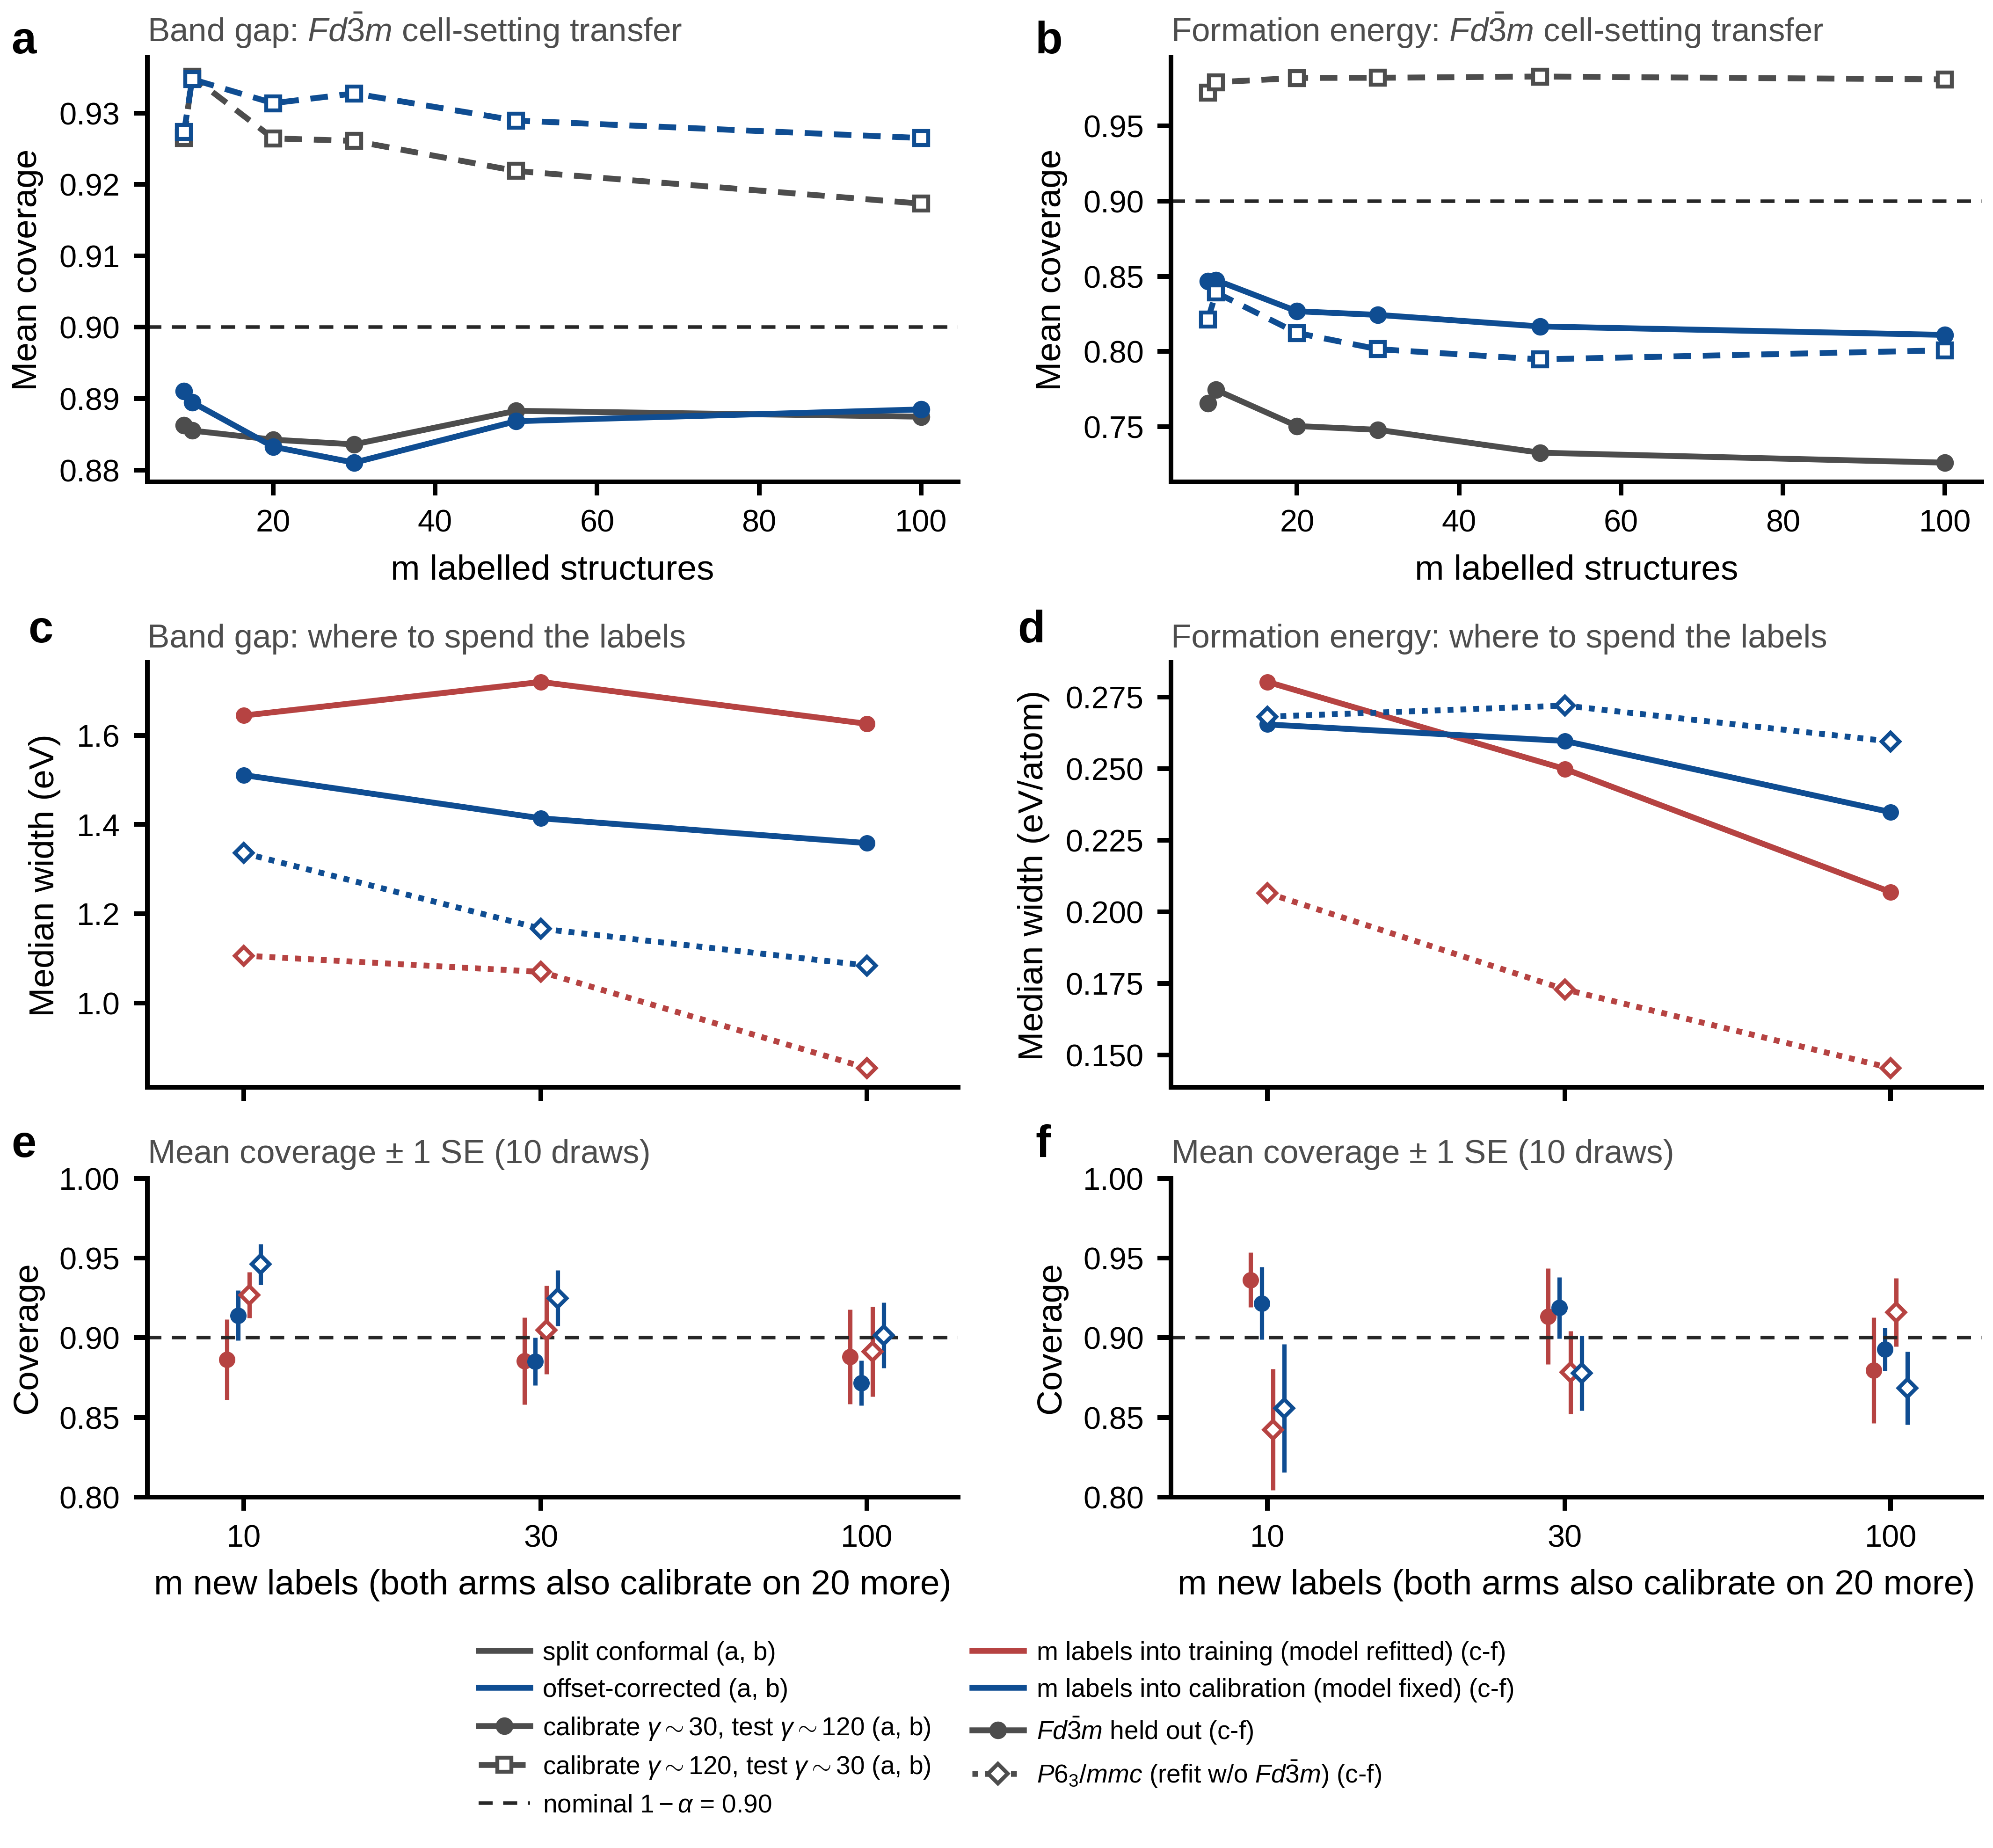 a
Band gap: Fd3̄m cell-setting transfer
Mean coverage
0.93
0.92
0.91
0.90
0.89
0.88
20
40
60
80
100
m labelled structures
b
Formation energy: Fd3̄m cell-setting transfer
Mean coverage
0.95
0.90
0.85
0.80
0.75
20
40
60
80
100
m labelled structures
c
Band gap: where to spend the labels
Median width (eV)
1.6
1.4
1.2
1.0
d
Formation energy: where to spend the labels
Median width (eV/atom)
0.275
0.250
0.225
0.200
0.175
0.150
e
Mean coverage ± 1 SE (10 draws)
Coverage
1.00
0.95
0.90
0.85
0.80
10
30
100
m new labels (both arms also calibrate on 20 more)
f
Mean coverage ± 1 SE (10 draws)
Coverage
1.00
0.95
0.90
0.85
0.80
10
30
100
m new labels (both arms also calibrate on 20 more)
split conformal (a, b)
offset-corrected (a, b)
calibrate γ∼30, test γ∼120 (a, b)
calibrate γ∼120, test γ∼30 (a, b)
nominal 1−α = 0.90
m labels into training (model refitted) (c-f)
m labels into calibration (model fixed) (c-f)
Fd3̄m held out (c-f)
P6₃/mmc (refit w/o Fd3̄m) (c-f)